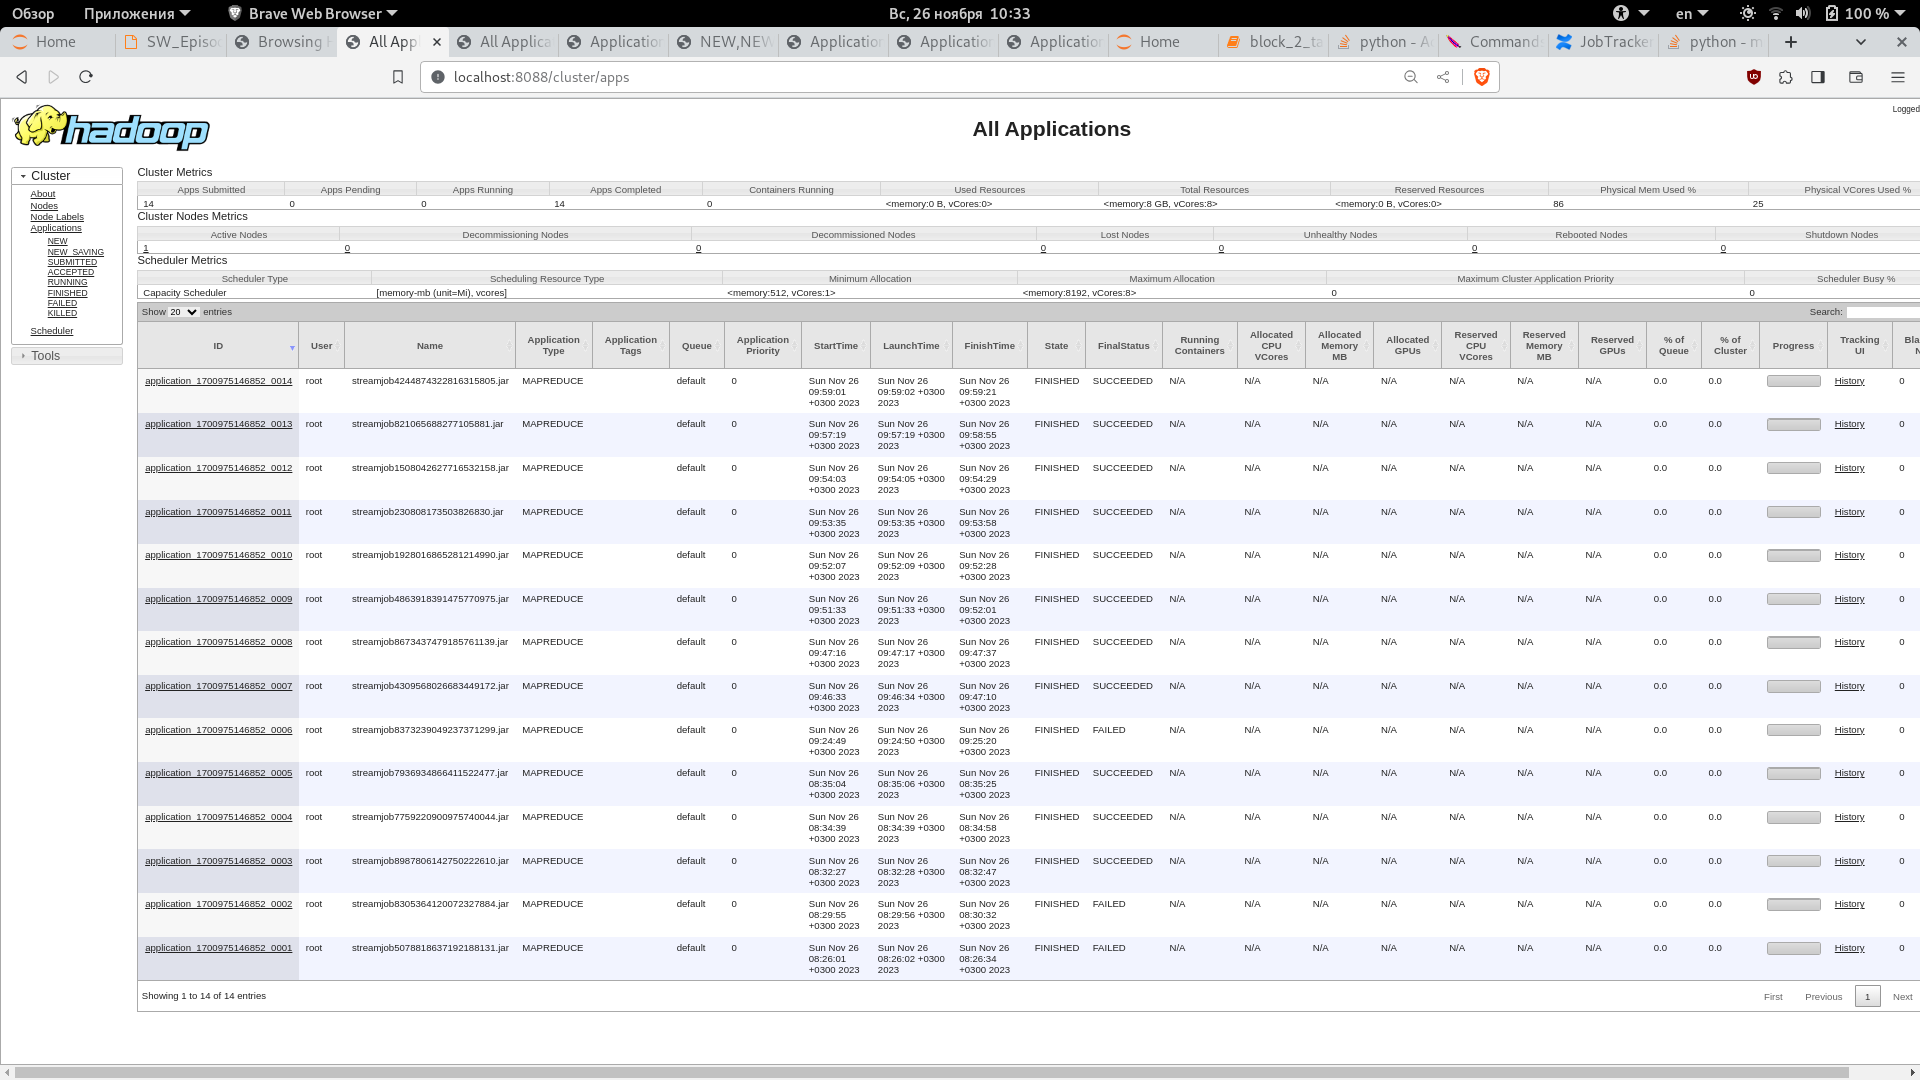 Обзор Приложения Brave Web Browser Вс, 26 ноября 10:33 en 100 %
Home SW_Episo Browsing All App All Applica Application NEW,NEW Application Application Application Home block_2_ta python - A Command JobTracker python - m
localhost:8088/cluster/apps
hadoop
All Applications
Logged
Cluster
About
Nodes
Node Labels
Applications
NEW
NEW_SAVING
SUBMITTED
ACCEPTED
RUNNING
FINISHED
FAILED
KILLED
Scheduler
Tools
Cluster Metrics
Apps Submitted Apps Pending Apps Running Apps Completed Containers Running Used Resources Total Resources Reserved Resources Physical Mem Used % Physical VCores Used %
14 0 0 14 0 <memory:0 B, vCores:0> <memory:8 GB, vCores:8> <memory:0 B, vCores:0> 86 25
Cluster Nodes Metrics
Active Nodes Decommissioning Nodes Decommissioned Nodes Lost Nodes Unhealthy Nodes Rebooted Nodes Shutdown Nodes
1 0 0 0 0 0 0
Scheduler Metrics
Scheduler Type Scheduling Resource Type Minimum Allocation Maximum Allocation Maximum Cluster Application Priority Scheduler Busy %
Capacity Scheduler [memory-mb (unit=Mi), vcores] <memory:512, vCores:1> <memory:8192, vCores:8> 0 0
Show 20 entries Search:
ID User Name Application Type Application Tags Queue Application Priority StartTime LaunchTime FinishTime State FinalStatus Running Containers Allocated CPU VCores Allocated Memory MB Allocated GPUs Reserved CPU VCores Reserved Memory MB Reserved GPUs % of Queue % of Cluster Progress Tracking UI Bla N
application_1700975146852_0014 root streamjob4244874322816315805.jar MAPREDUCE default 0 Sun Nov 26 09:59:01 +0300 2023 Sun Nov 26 09:59:02 +0300 2023 Sun Nov 26 09:59:21 +0300 2023 FINISHED SUCCEEDED N/A N/A N/A N/A N/A N/A N/A 0.0 0.0 History 0
application_1700975146852_0013 root streamjob821065688277105881.jar MAPREDUCE default 0 Sun Nov 26 09:57:19 +0300 2023 Sun Nov 26 09:57:19 +0300 2023 Sun Nov 26 09:58:55 +0300 2023 FINISHED SUCCEEDED N/A N/A N/A N/A N/A N/A N/A 0.0 0.0 History 0
application_1700975146852_0012 root streamjob1508042627716532158.jar MAPREDUCE default 0 Sun Nov 26 09:54:03 +0300 2023 Sun Nov 26 09:54:05 +0300 2023 Sun Nov 26 09:54:29 +0300 2023 FINISHED SUCCEEDED N/A N/A N/A N/A N/A N/A N/A 0.0 0.0 History 0
application_1700975146852_0011 root streamjob230808173503826830.jar MAPREDUCE default 0 Sun Nov 26 09:53:35 +0300 2023 Sun Nov 26 09:53:35 +0300 2023 Sun Nov 26 09:53:58 +0300 2023 FINISHED SUCCEEDED N/A N/A N/A N/A N/A N/A N/A 0.0 0.0 History 0
application_1700975146852_0010 root streamjob1928016865281214990.jar MAPREDUCE default 0 Sun Nov 26 09:52:07 +0300 2023 Sun Nov 26 09:52:09 +0300 2023 Sun Nov 26 09:52:28 +0300 2023 FINISHED SUCCEEDED N/A N/A N/A N/A N/A N/A N/A 0.0 0.0 History 0
application_1700975146852_0009 root streamjob4863918391475770975.jar MAPREDUCE default 0 Sun Nov 26 09:51:33 +0300 2023 Sun Nov 26 09:51:33 +0300 2023 Sun Nov 26 09:52:01 +0300 2023 FINISHED SUCCEEDED N/A N/A N/A N/A N/A N/A N/A 0.0 0.0 History 0
application_1700975146852_0008 root streamjob8673437479185761139.jar MAPREDUCE default 0 Sun Nov 26 09:47:16 +0300 2023 Sun Nov 26 09:47:17 +0300 2023 Sun Nov 26 09:47:37 +0300 2023 FINISHED SUCCEEDED N/A N/A N/A N/A N/A N/A N/A 0.0 0.0 History 0
application_1700975146852_0007 root streamjob4309568026683449172.jar MAPREDUCE default 0 Sun Nov 26 09:46:33 +0300 2023 Sun Nov 26 09:46:34 +0300 2023 Sun Nov 26 09:47:10 +0300 2023 FINISHED SUCCEEDED N/A N/A N/A N/A N/A N/A N/A 0.0 0.0 History 0
application_1700975146852_0006 root streamjob8373239049237371299.jar MAPREDUCE default 0 Sun Nov 26 09:24:49 +0300 2023 Sun Nov 26 09:24:50 +0300 2023 Sun Nov 26 09:25:20 +0300 2023 FINISHED FAILED N/A N/A N/A N/A N/A N/A N/A 0.0 0.0 History 0
application_1700975146852_0005 root streamjob7936934866411522477.jar MAPREDUCE default 0 Sun Nov 26 08:35:04 +0300 2023 Sun Nov 26 08:35:06 +0300 2023 Sun Nov 26 08:35:25 +0300 2023 FINISHED SUCCEEDED N/A N/A N/A N/A N/A N/A N/A 0.0 0.0 History 0
application_1700975146852_0004 root streamjob7759220900975740044.jar MAPREDUCE default 0 Sun Nov 26 08:34:39 +0300 2023 Sun Nov 26 08:34:39 +0300 2023 Sun Nov 26 08:34:58 +0300 2023 FINISHED SUCCEEDED N/A N/A N/A N/A N/A N/A N/A 0.0 0.0 History 0
application_1700975146852_0003 root streamjob8987806142750222610.jar MAPREDUCE default 0 Sun Nov 26 08:32:27 +0300 2023 Sun Nov 26 08:32:28 +0300 2023 Sun Nov 26 08:32:47 +0300 2023 FINISHED SUCCEEDED N/A N/A N/A N/A N/A N/A N/A 0.0 0.0 History 0
application_1700975146852_0002 root streamjob8305364120072327884.jar MAPREDUCE default 0 Sun Nov 26 08:29:55 +0300 2023 Sun Nov 26 08:29:56 +0300 2023 Sun Nov 26 08:30:32 +0300 2023 FINISHED FAILED N/A N/A N/A N/A N/A N/A N/A 0.0 0.0 History 0
application_1700975146852_0001 root streamjob5078818637192188131.jar MAPREDUCE default 0 Sun Nov 26 08:26:01 +0300 2023 Sun Nov 26 08:26:02 +0300 2023 Sun Nov 26 08:26:34 +0300 2023 FINISHED FAILED N/A N/A N/A N/A N/A N/A N/A 0.0 0.0 History 0
Showing 1 to 14 of 14 entries First Previous 1 Next